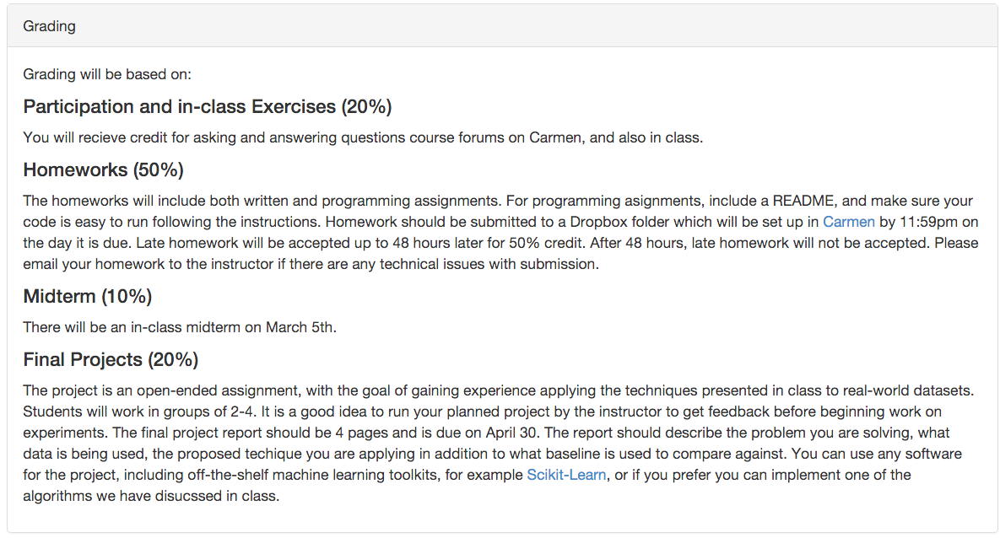 Grading
Grading will be based on:
Participation and in-class Exercises (20%)
You will recieve credit for asking and answering questions course forums on Carmen, and also in class.
Homeworks (50%)
The homeworks will include both written and programming assignments. For programming asignments, include a README, and make sure your
code is easy to run following the instructions. Homework should be submitted to a Dropbox folder which will be set up in Carmen by 11:59pm on
the day it is due. Late homework will be accepted up to 48 hours later for 50% credit. After 48 hours, late homework will not be accepted. Please
email your homework to the instructor if there are any technical issues with submission.
Midterm (10%)
There will be an in-class midterm on March 5th.
Final Projects (20%)
The project is an open-ended assignment, with the goal of gaining experience applying the techniques presented in class to real-world datasets.
Students will work in groups of 2-4. It is a good idea to run your planned project by the instructor to get feedback before beginning work on
experiments. The final project report should be 4 pages and is due on April 30. The report should describe the problem you are solving, what
data is being used, the proposed techique you are applying in addition to what baseline is used to compare against. You can use any software
for the project, including off-the-shelf machine learning toolkits, for example Scikit-Learn, or if you prefer you can implement one of the
algorithms we have disucssed in class.